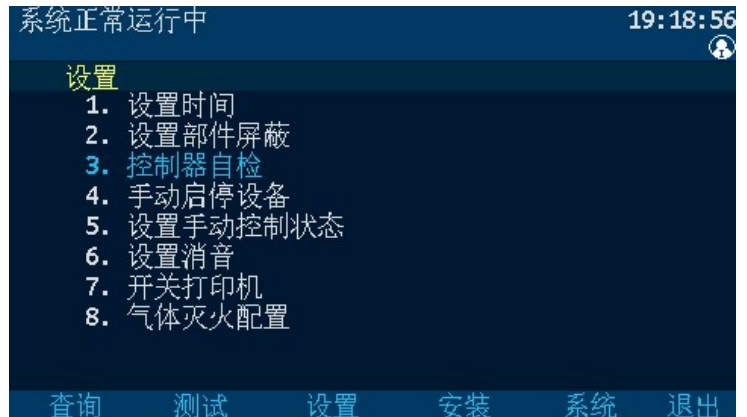 系统正常运行中 19:18:56
设置
1. 设置时间
2. 设置部件屏蔽
3. 控制器自检
4. 手动启停设备
5. 设置手动控制状态
6. 设置消音
7. 开关打印机
8. 气体灭火配置
查询 测试 设置 安装 系统 退出